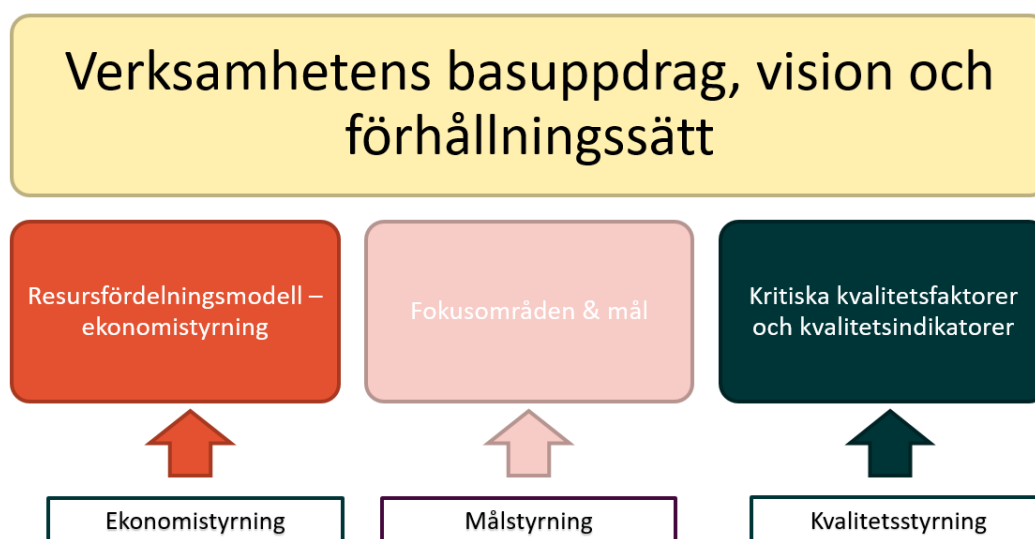 Verksamhetens basuppdrag, vision och
förhållningssätt
Resursfördelningsmodell –
ekonomistyrning
Fokusområden & mål
Kritiska kvalitetsfaktorer
och kvalitetsindikatorer
Ekonomistyrning
Målstyrning
Kvalitetsstyrning